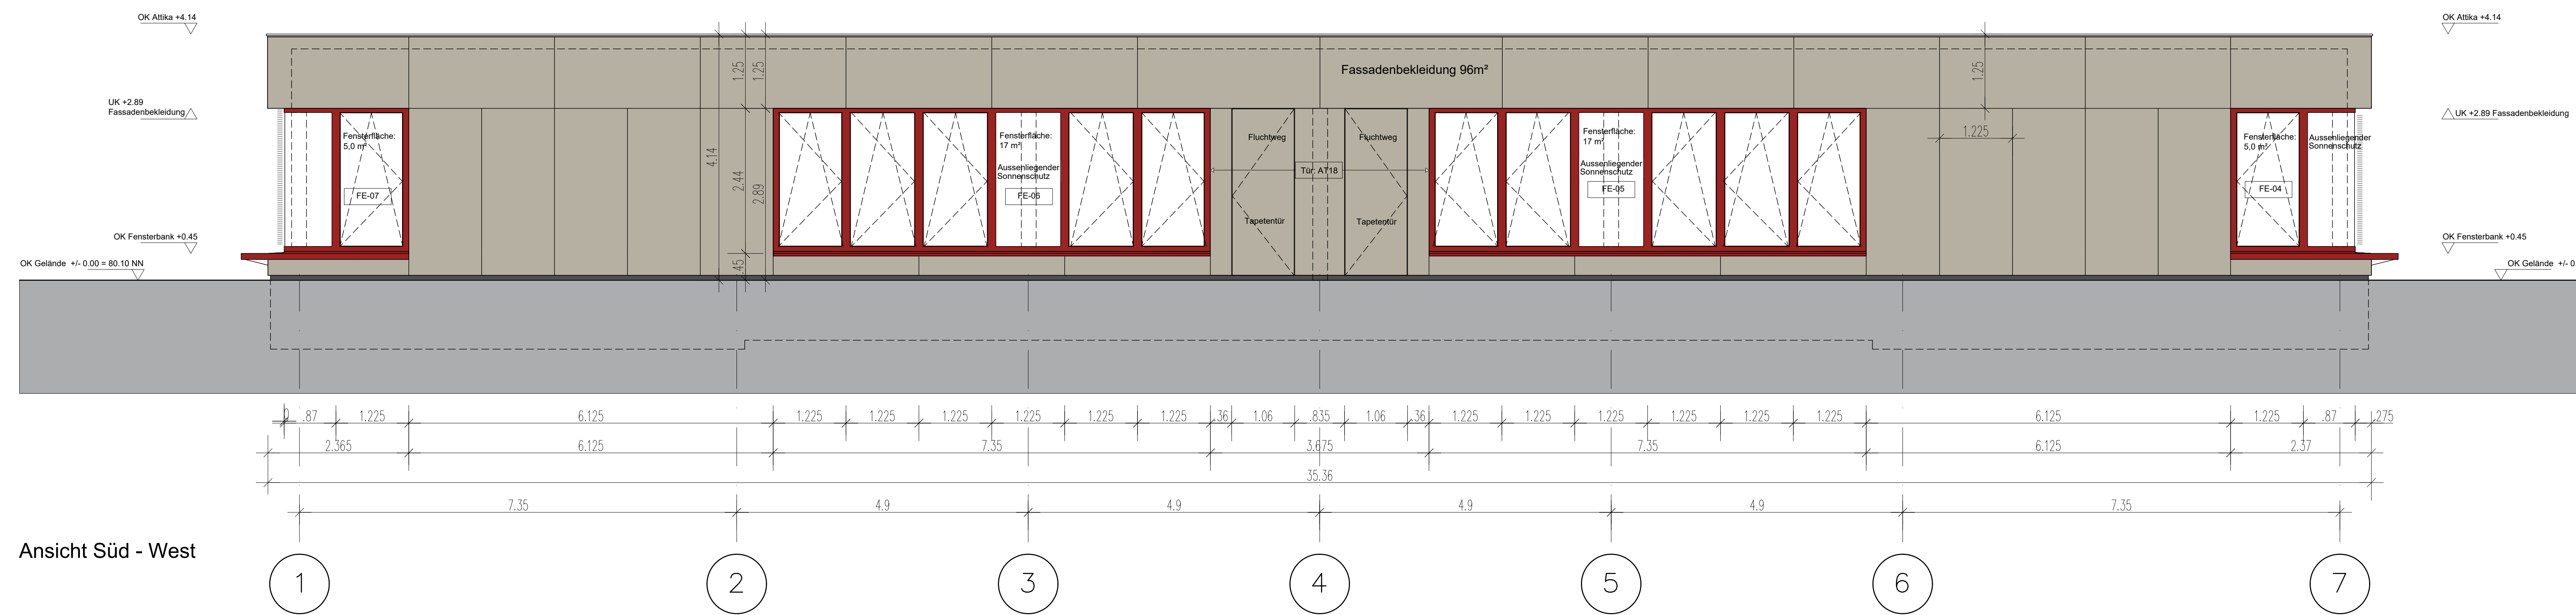 OK Attika +4.14
OK Attika +4.14
Fassadenbekleidung 96m²
1.25
1.25
1.25
UK +2.89
Fassadenbekleidung
UK +2.89 Fassadenbekleidung
Fensterfläche:
5,0 m²
FE-07
4.14
2.44
2.89
.45
Fensterfläche:
17 m²
Aussenliegender
Sonnenschutz
FE-06
Fluchtweg
Fluchtweg
Tür: AT18
Tapetentür
Tapetentür
Fensterfläche:
17 m²
Aussenliegender
Sonnenschutz
FE-05
1.225
Fensterfläche:
5,0 m²
FE-04
Aussenliegender
Sonnenschutz
OK Fensterbank +0.45
OK Fensterbank +0.45
OK Gelände +/- 0.00 = 80.10 NN
OK Gelände +/- 0.
.87 1.225 6.125 1.225 1.225 1.225 1.225 1.225 1.225 .36 1.06 .835 1.06 .36 1.225 1.225 1.225 1.225 1.225 1.225 6.125 1.225 .87 .275
2.365 6.125 7.35 3.675 7.35 6.125 2.37
35.36
7.35 4.9 4.9 4.9 4.9 7.35
Ansicht Süd - West
1 2 3 4 5 6 7